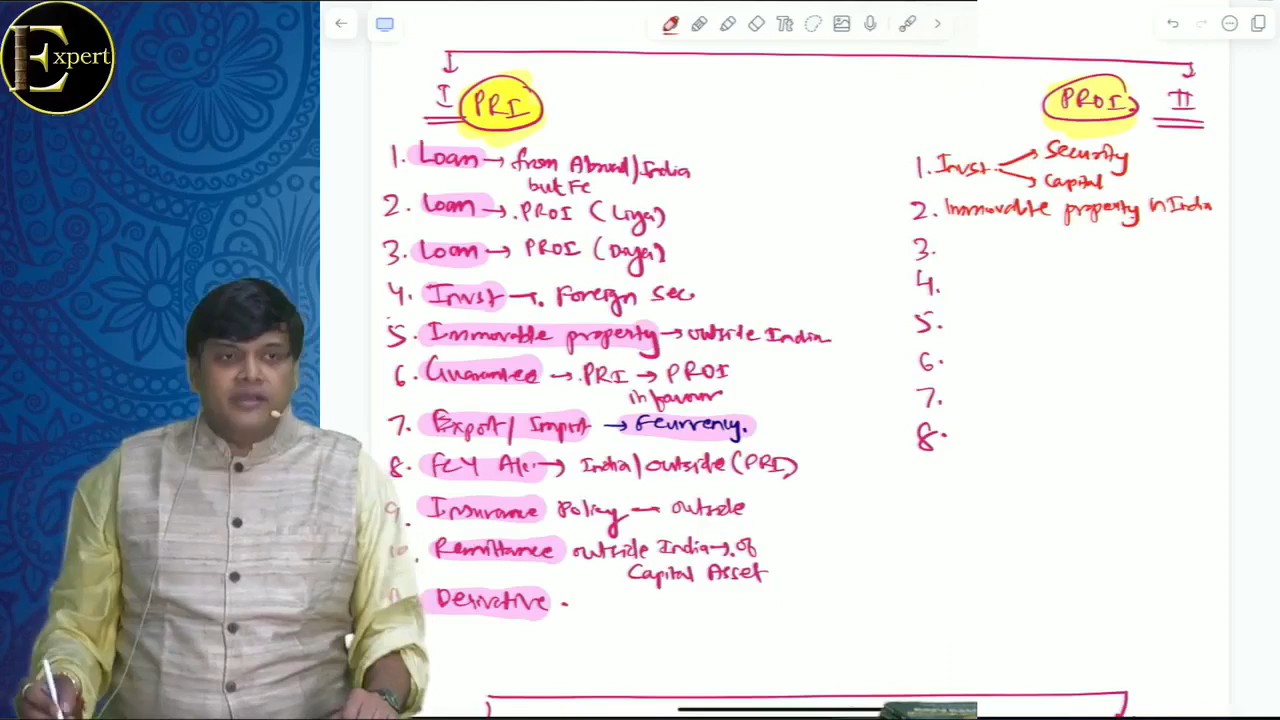 Expert
I PRI
PROI II
1. Loan → from Abroad/India
but Fc
2. Loan → PROI (Liya)
3. Loan → PROI (Diya)
4. Invst → Foreign sec
5. Immovable property → outside India
6. Guarantee → PRI → PROI
in favour
7. Export/ Import → Fcurrency.
8. FCY A/c → India/outside (PRI)
9. Insurance Policy — outside
10. Remittance outside India → of
Capital Asset
Derivative .
1. Invst → Security
→ Capital
2. Immovable property in India
3.
4.
5.
6.
7.
8.